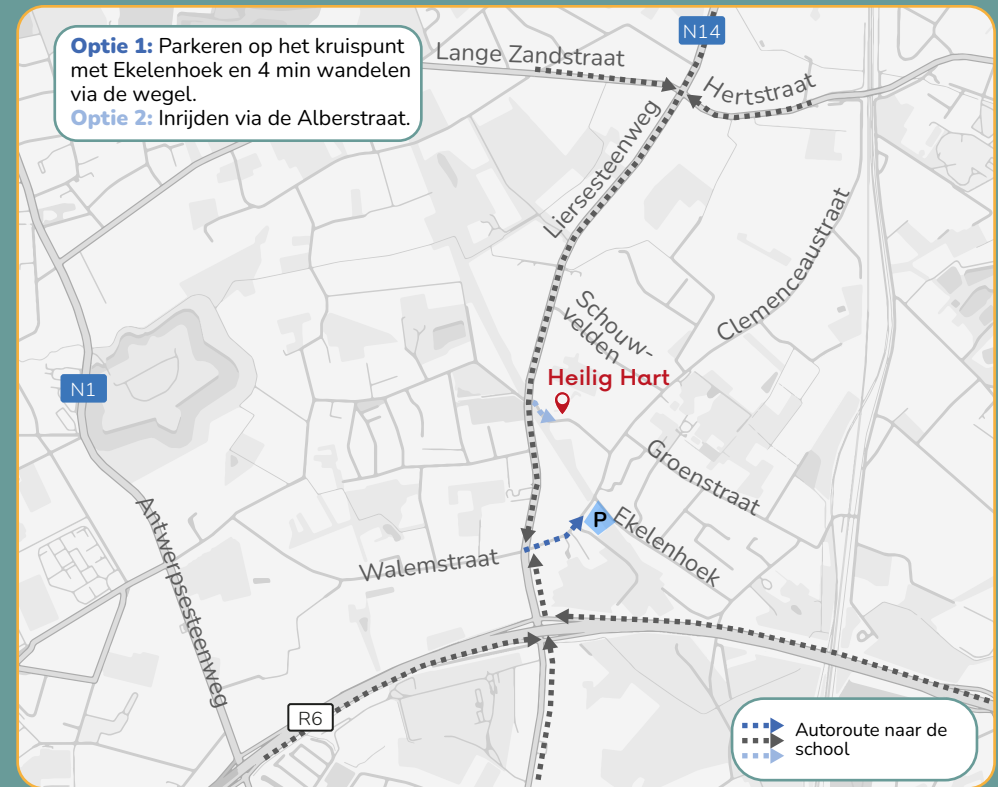 Optie 1: Parkeren op het kruispunt
met Ekelenhoek en 4 min wandelen
via de wegel.
Optie 2: Inrijden via de Alberstraat.
N14
Lange Zandstraat
Hertstraat
Liersesteenweg
Clemenceaustraat
Schouw-
velden
Heilig Hart
N1
Groenstraat
P
Ekelenhoek
Antwerpsesteenweg
Walemstraat
R6
Autoroute naar de
school